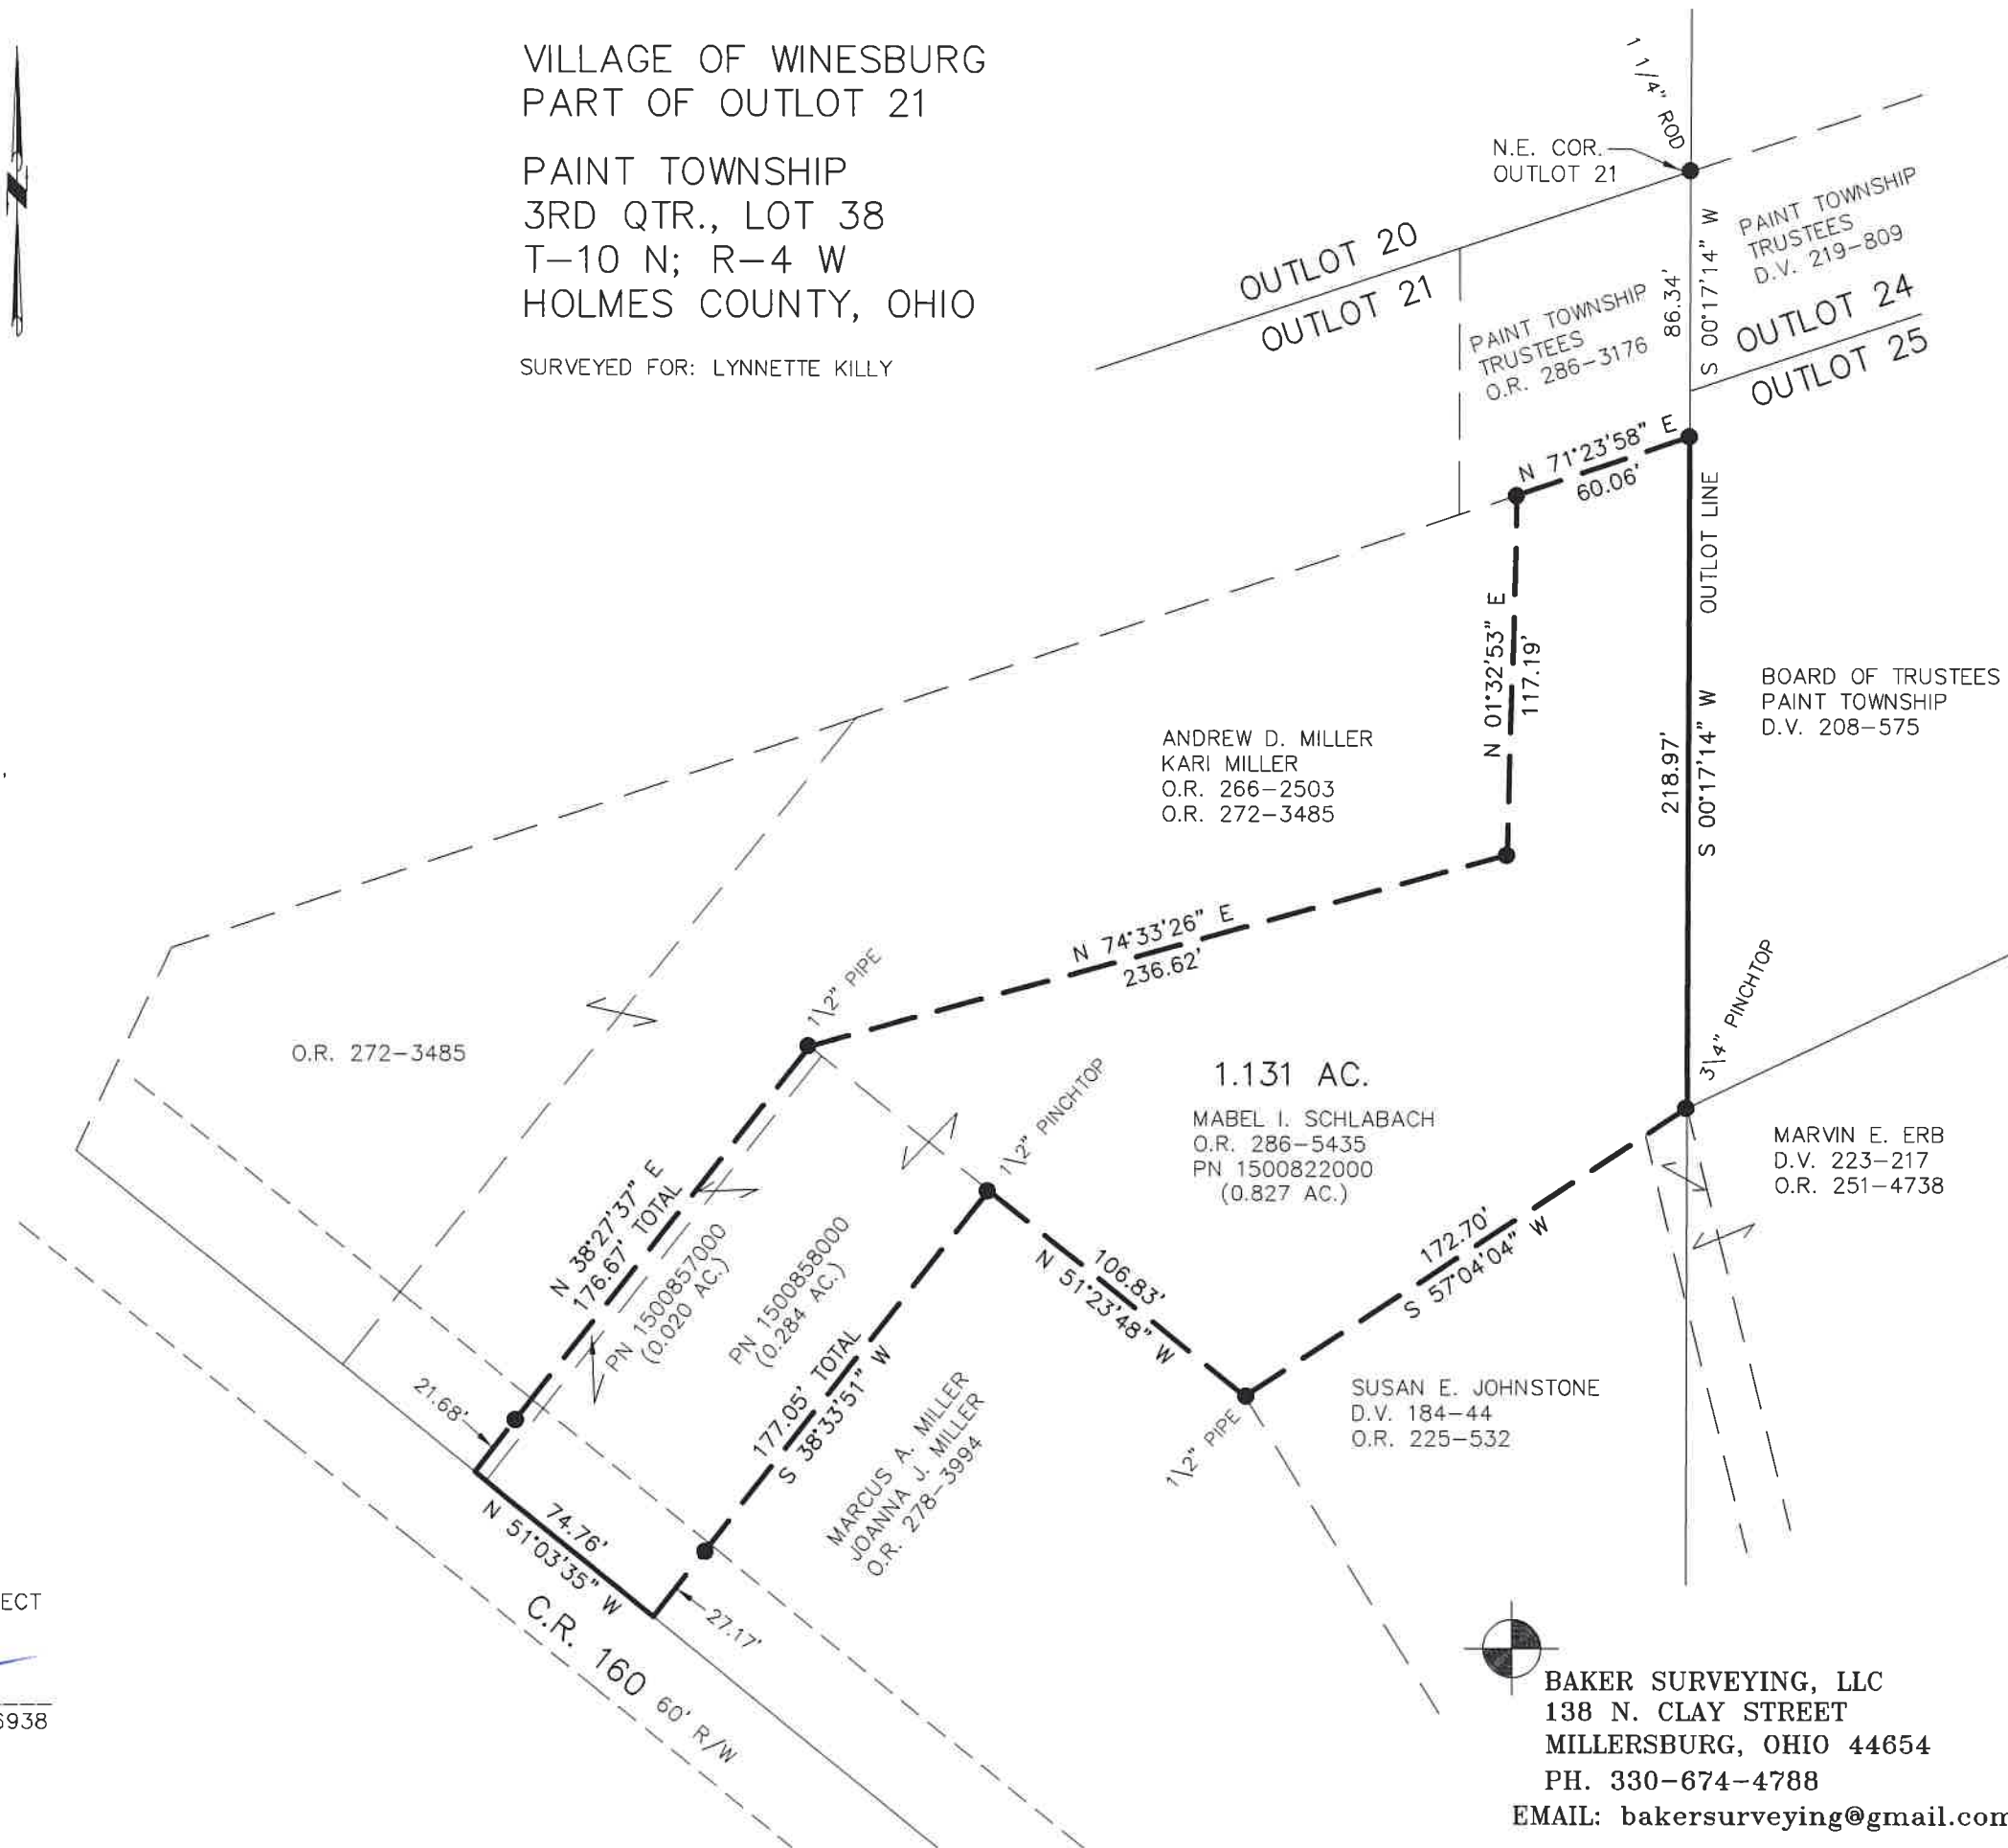 VILLAGE OF WINESBURG
PART OF OUTLOT 21
PAINT TOWNSHIP
3RD QTR., LOT 38
T-10 N; R-4 W
HOLMES COUNTY, OHIO
SURVEYED FOR: LYNNETTE KILLY
1 1/4" ROD
N.E. COR.
OUTLOT 21
OUTLOT 20
OUTLOT 21
PAINT TOWNSHIP
TRUSTEES
O.R. 286-3176
86.34'
S 00°17'14" W
PAINT TOWNSHIP
TRUSTEES
D.V. 219-809
OUTLOT 24
OUTLOT 25
N 71°23'58" E
60.06'
OUTLOT LINE
N 01°32'53" E
117.19'
218.97'
S 00°17'14" W
BOARD OF TRUSTEES
PAINT TOWNSHIP
D.V. 208-575
ANDREW D. MILLER
KARI MILLER
O.R. 266-2503
O.R. 272-3485
N 74°33'26" E
236.62'
1\2" PIPE
3\4" PINCHTOP
O.R. 272-3485
1\2" PINCHTOP
1.131 AC.
MABEL I. SCHLABACH
O.R. 286-5435
PN 1500822000
(0.827 AC.)
MARVIN E. ERB
D.V. 223-217
O.R. 251-4738
N 38°27'37" E
176.67' TOTAL
PN 1500857000
(0.020 AC.)
PN 1500858000
(0.284 AC.)
106.83'
N 51°23'48" W
172.70'
S 57°04'04" W
177.05' TOTAL
S 38°33'51" W
21.68'
MARCUS A. MILLER
JOANNA J. MILLER
O.R. 278-3994
SUSAN E. JOHNSTONE
D.V. 184-44
O.R. 225-532
1\2" PIPE
74.76'
N 51°03'35" W
27.17'
C.R. 160 60' R/W
ECT
6938
BAKER SURVEYING, LLC
138 N. CLAY STREET
MILLERSBURG, OHIO 44654
PH. 330-674-4788
EMAIL: bakersurveying@gmail.com